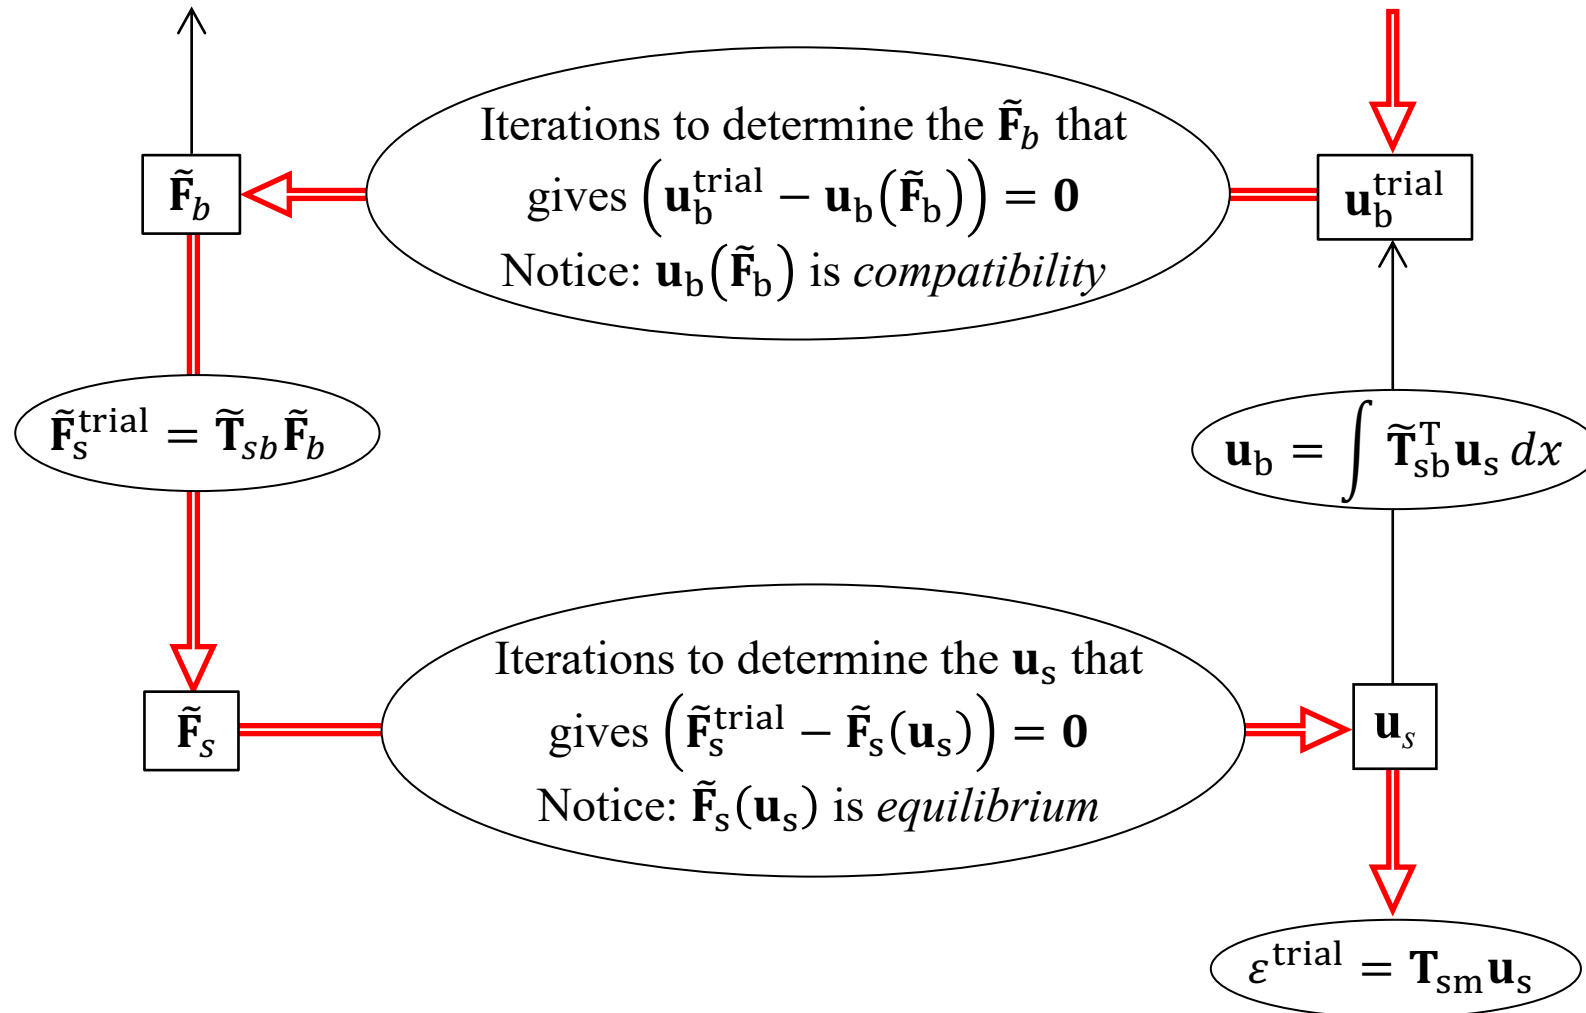 Iterations to determine the F̃_b that
gives (u_b^trial − u_b(F̃_b)) = 0
Notice: u_b(F̃_b) is compatibility
F̃_b
u_b^trial
F̃_s^trial = T̃_sb F̃_b
u_b = ∫ T̃_sb^T u_s dx
Iterations to determine the u_s that
gives (F̃_s^trial − F̃_s(u_s)) = 0
Notice: F̃_s(u_s) is equilibrium
F̃_s
u_s
ε^trial = T_sm u_s